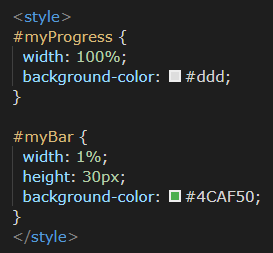 <style>
#myProgress {
  width: 100%;
  background-color: #ddd;
}

#myBar {
  width: 1%;
  height: 30px;
  background-color: #4CAF50;
}
</style>